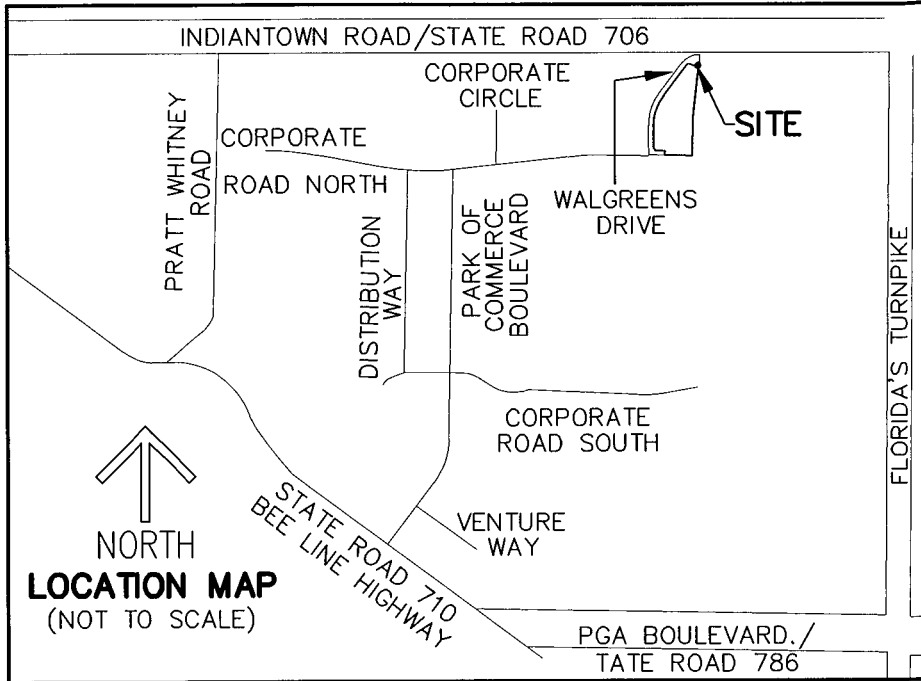 INDIANTOWN ROAD/STATE ROAD 706
CORPORATE
CIRCLE
SITE
WALGREENS
DRIVE
PRATT WHITNEY
ROAD
CORPORATE
ROAD NORTH
DISTRIBUTION
WAY
PARK OF
COMMERCE
BOULEVARD
FLORIDA'S TURNPIKE
CORPORATE
ROAD SOUTH
VENTURE
WAY
STATE ROAD 710
BEE LINE HIGHWAY
NORTH
LOCATION MAP
(NOT TO SCALE)
PGA BOULEVARD./
TATE ROAD 786